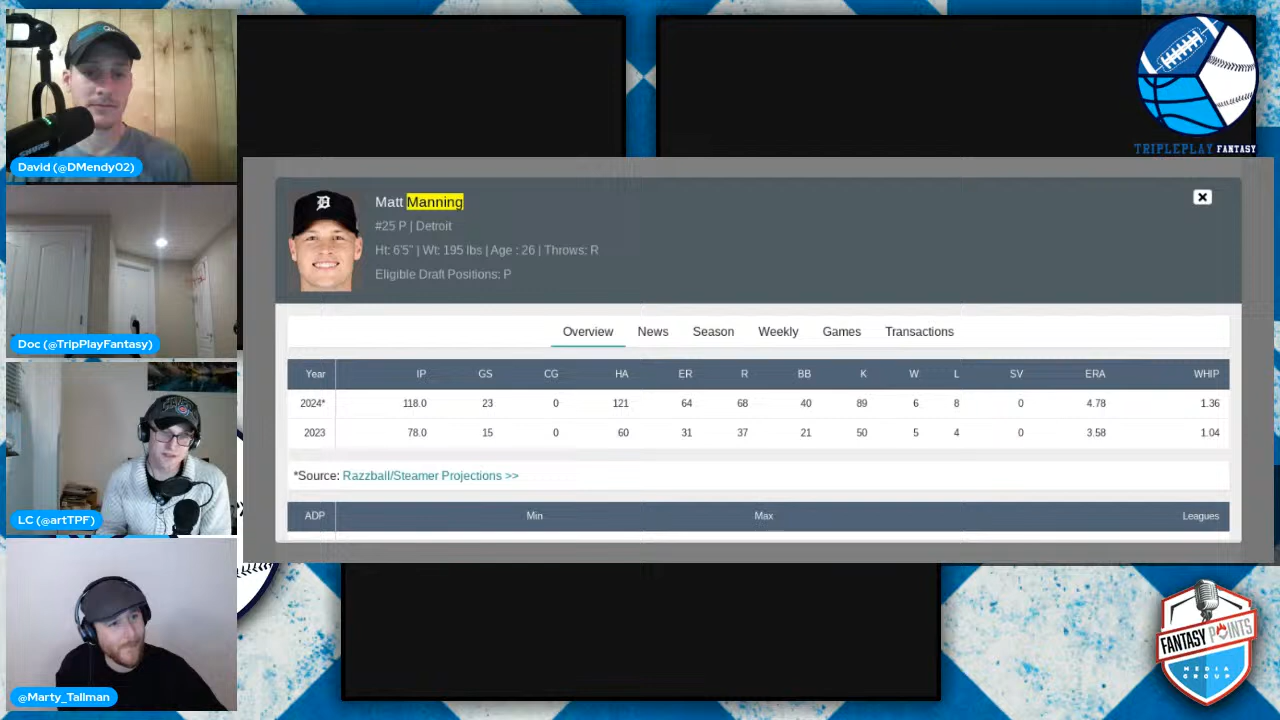 David (@DMendy02)
Doc (@TripPlayFantasy)
LC (@artTPF)
@Marty_Tallman
SHURE
TRIPLEPLAY FANTASY
Matt Manning
#25 P | Detroit
Ht: 6'5" | Wt: 195 lbs | Age : 26 | Throws: R
Eligible Draft Positions: P
Overview News Season Weekly Games Transactions
Year IP GS CG HA ER R BB K W L SV ERA WHIP
2024* 118.0 23 0 121 64 68 40 89 6 8 0 4.78 1.36
2023 78.0 15 0 60 31 37 21 50 5 4 0 3.58 1.04
*Source: Razzball/Steamer Projections >>
ADP Min Max Leagues
FANTASY POINTS
MEDIA
GROUP